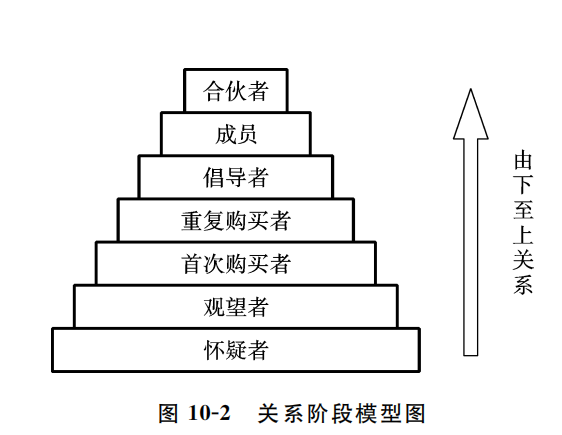 合伙者
成员
倡导者
重复购买者
首次购买者
观望者
怀疑者
由下至上关系
图 10-2 关系阶段模型图